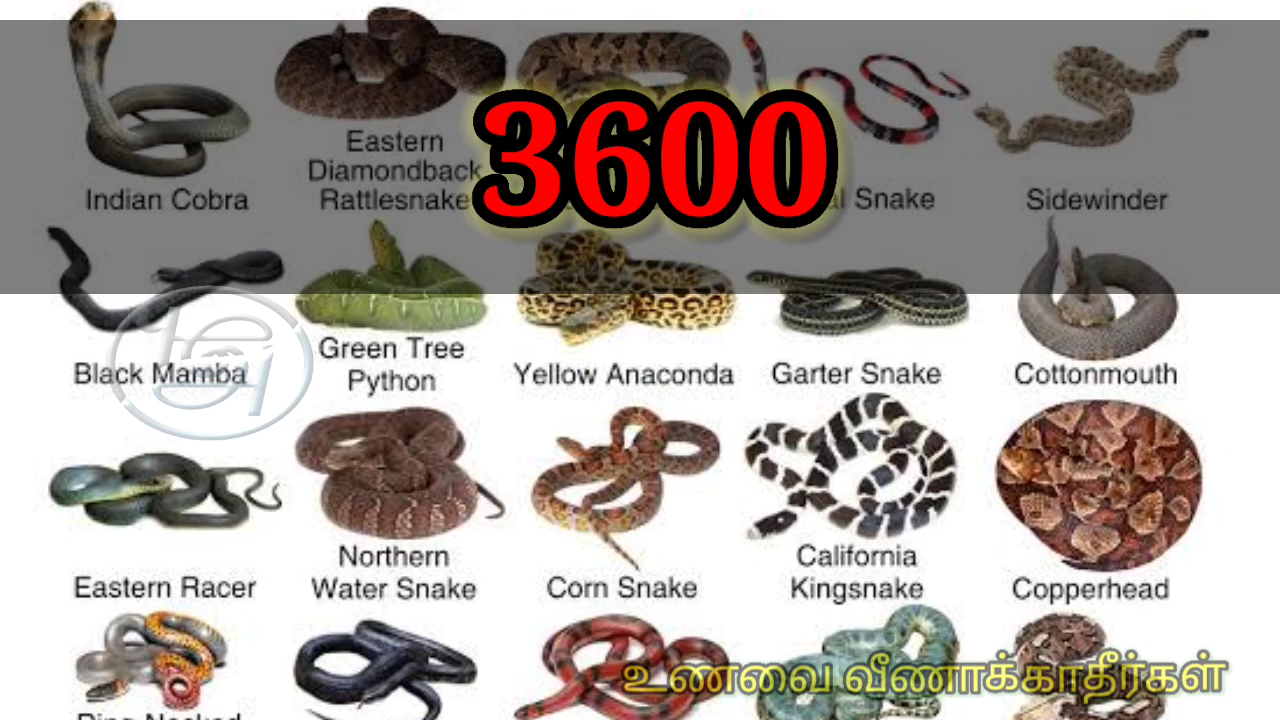 3600
Indian Cobra
Eastern
Diamondback
Rattlesnake
Snake
Sidewinder
Black Mamba
Green Tree
Python
Yellow Anaconda
Garter Snake
Cottonmouth
Eastern Racer
Northern
Water Snake
Corn Snake
California
Kingsnake
Copperhead
உணவை வீணாக்காதீர்கள்